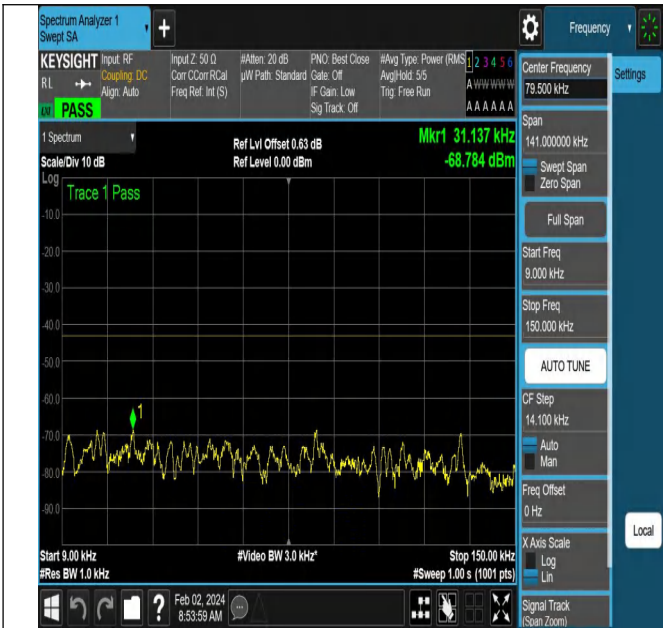 Spectrum Analyzer 1
Swept SA
+
Frequency
KEYSIGHT
Input: RF
Coupling: DC
Align: Auto
Input Z: 50 Ω
Corr CCorr RCal
Freq Ref: Int (S)
#Atten: 20 dB
µW Path: Standard
PNO: Best Close
Gate: Off
IF Gain: Low
Sig Track: Off
#Avg Type: Power (RMS
Avg|Hold: 5/5
Trig: Free Run
1 2 3 4 5 6
A W W W W W
A A A A A A
R L
PASS
1 Spectrum
Scale/Div 10 dB
Ref Lvl Offset 0.63 dB
Ref Level 0.00 dBm
Mkr1 31.137 kHz
-68.784 dBm
Log
Trace 1 Pass
-10.0
-20.0
-30.0
-40.0
-50.0
-60.0
-70.0
-80.0
-90.0
1
Start 9.00 kHz
#Res BW 1.0 kHz
#Video BW 3.0 kHz*
Stop 150.00 kHz
#Sweep 1.00 s (1001 pts)
?
Feb 02, 2024
8:53:59 AM
Center Frequency
79.500 kHz
Span
141.000000 kHz
Swept Span
Zero Span
Full Span
Start Freq
9.000 kHz
Stop Freq
150.000 kHz
AUTO TUNE
CF Step
14.100 kHz
Auto
Man
Freq Offset
0 Hz
X Axis Scale
Log
Lin
Signal Track
(Span Zoom)
Settings
Local